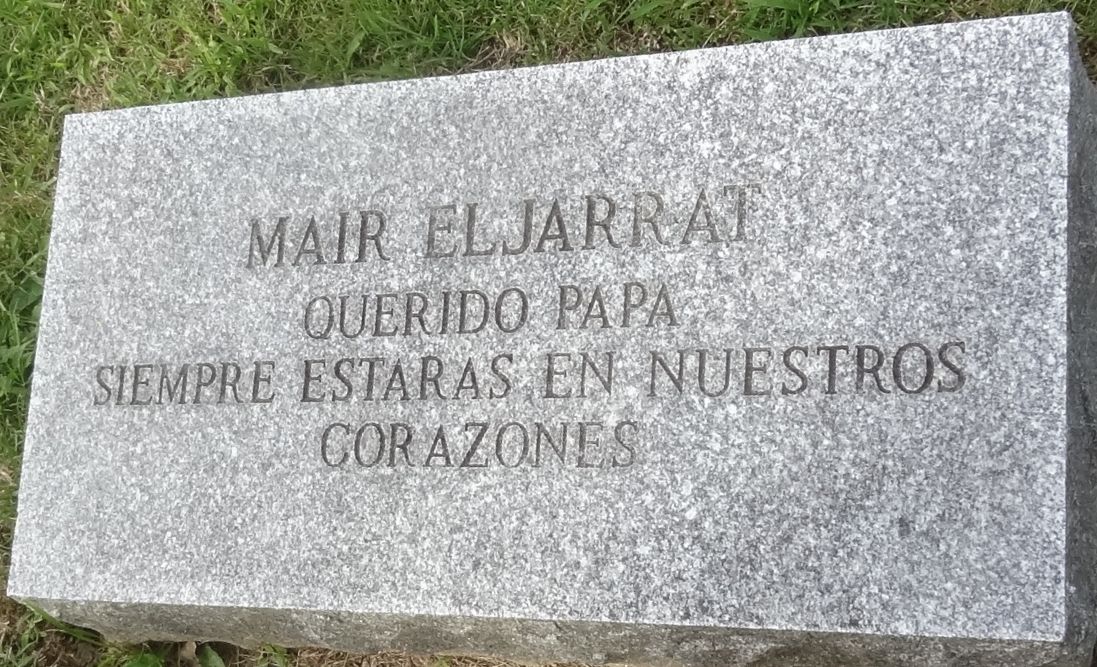 MAIR ELJARRAT
QUERIDO PAPA
SIEMPRE ESTARAS EN NUESTROS
CORAZONES